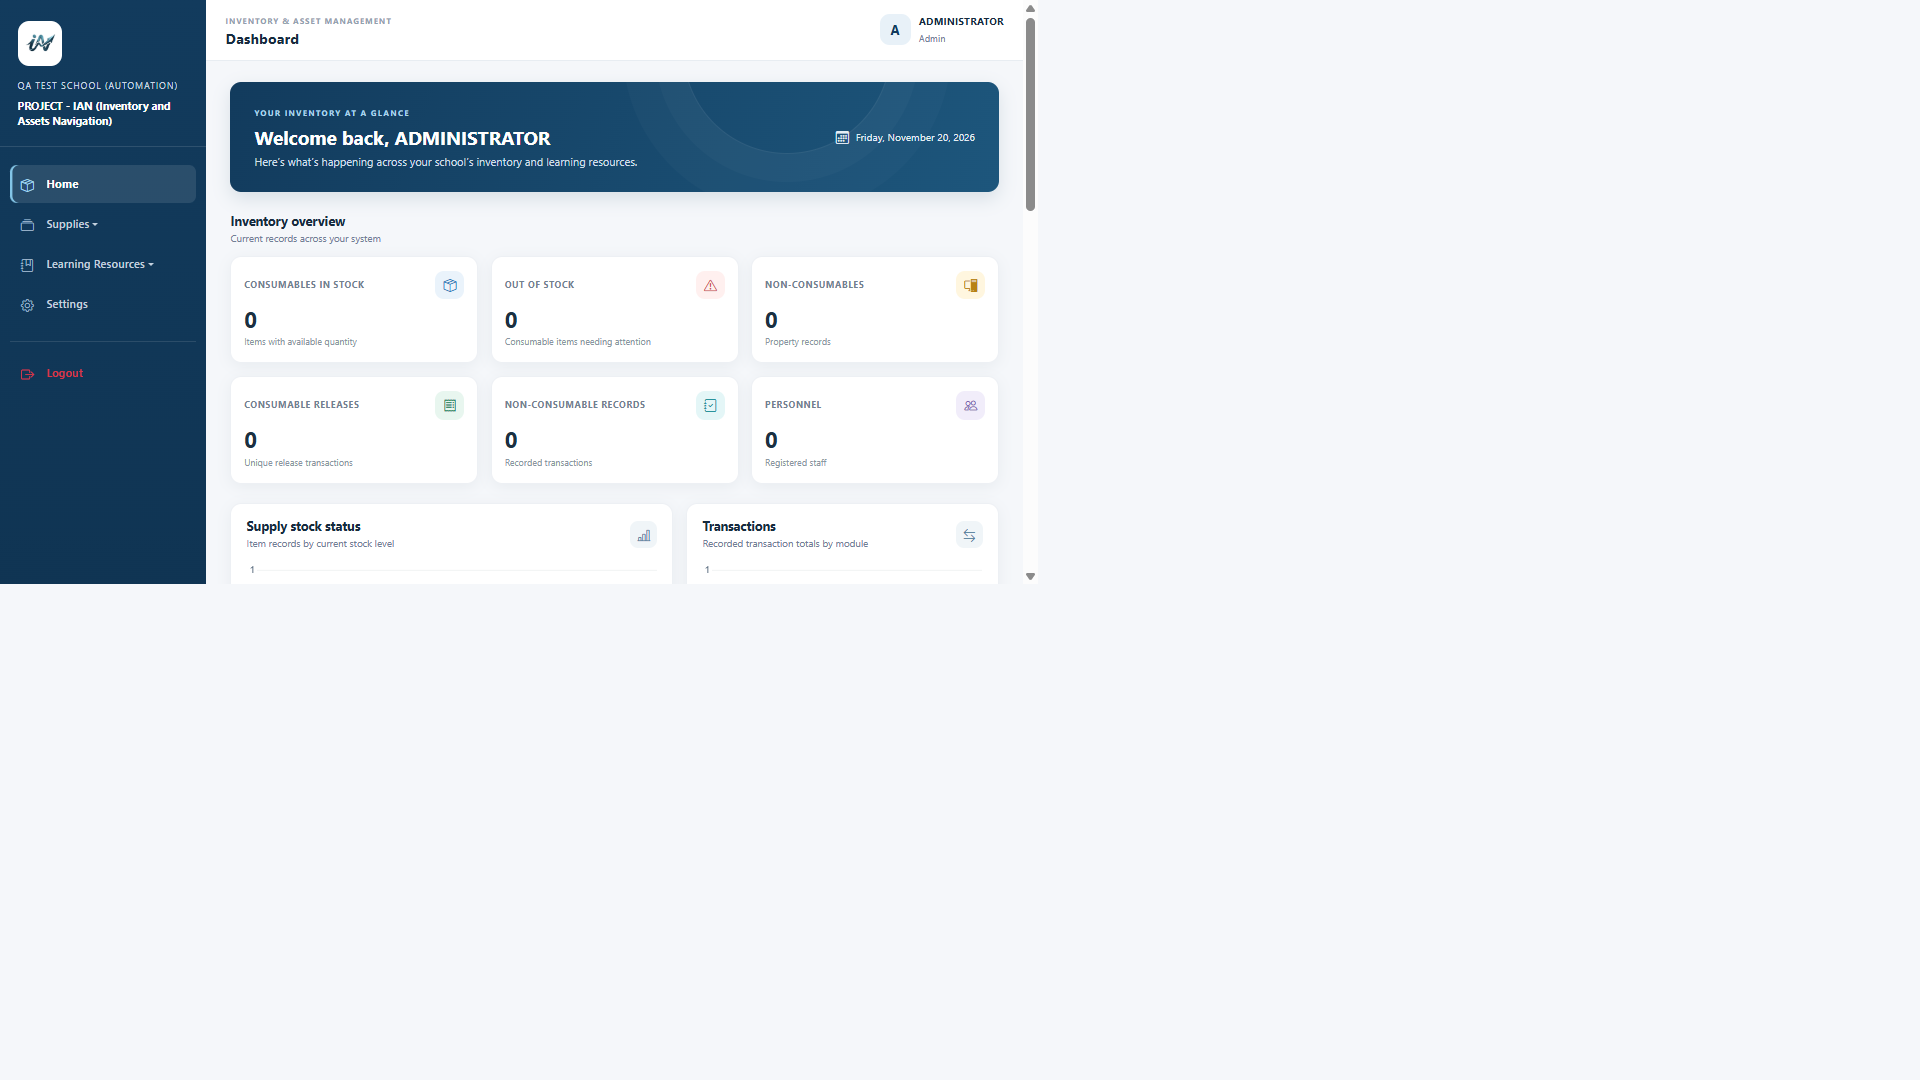 iN
QA TEST SCHOOL (AUTOMATION)
PROJECT - IAN (Inventory and
Assets Navigation)
Home
Supplies
Learning Resources
Settings
Logout
INVENTORY & ASSET MANAGEMENT
Dashboard
A
ADMINISTRATOR
Admin
YOUR INVENTORY AT A GLANCE
Welcome back, ADMINISTRATOR
Here's what's happening across your school's inventory and learning resources.
Friday, November 20, 2026
Inventory overview
Current records across your system
CONSUMABLES IN STOCK
0
Items with available quantity
OUT OF STOCK
0
Consumable items needing attention
NON-CONSUMABLES
0
Property records
CONSUMABLE RELEASES
0
Unique release transactions
NON-CONSUMABLE RECORDS
0
Recorded transactions
PERSONNEL
0
Registered staff
Supply stock status
Item records by current stock level
1
Transactions
Recorded transaction totals by module
1